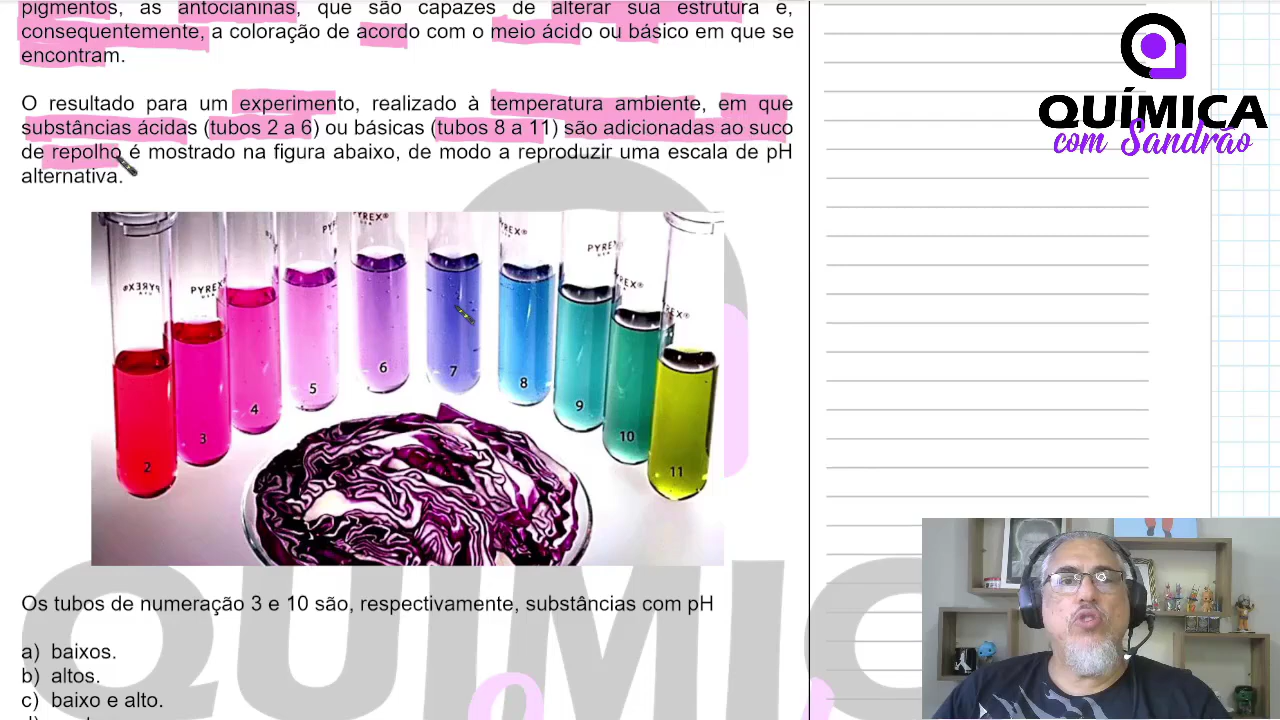 pigmentos, as antocianinas, que são capazes de alterar sua estrutura e,
consequentemente, a coloração de acordo com o meio ácido ou básico em que se
encontram.
O resultado para um experimento, realizado à temperatura ambiente, em que
substâncias ácidas (tubos 2 a 6) ou básicas (tubos 8 a 11) são adicionadas ao suco
de repolho é mostrado na figura abaixo, de modo a reproduzir uma escala de pH
alternativa.
QUÍMICA
com Sandrão
PYREX®
PYREX
PYREX®
PYREX
2
3
4
5
6
7
8
9
10
11
Os tubos de numeração 3 e 10 são, respectivamente, substâncias com pH
a) baixos.
b) altos.
c) baixo e alto.
QUÍMIC